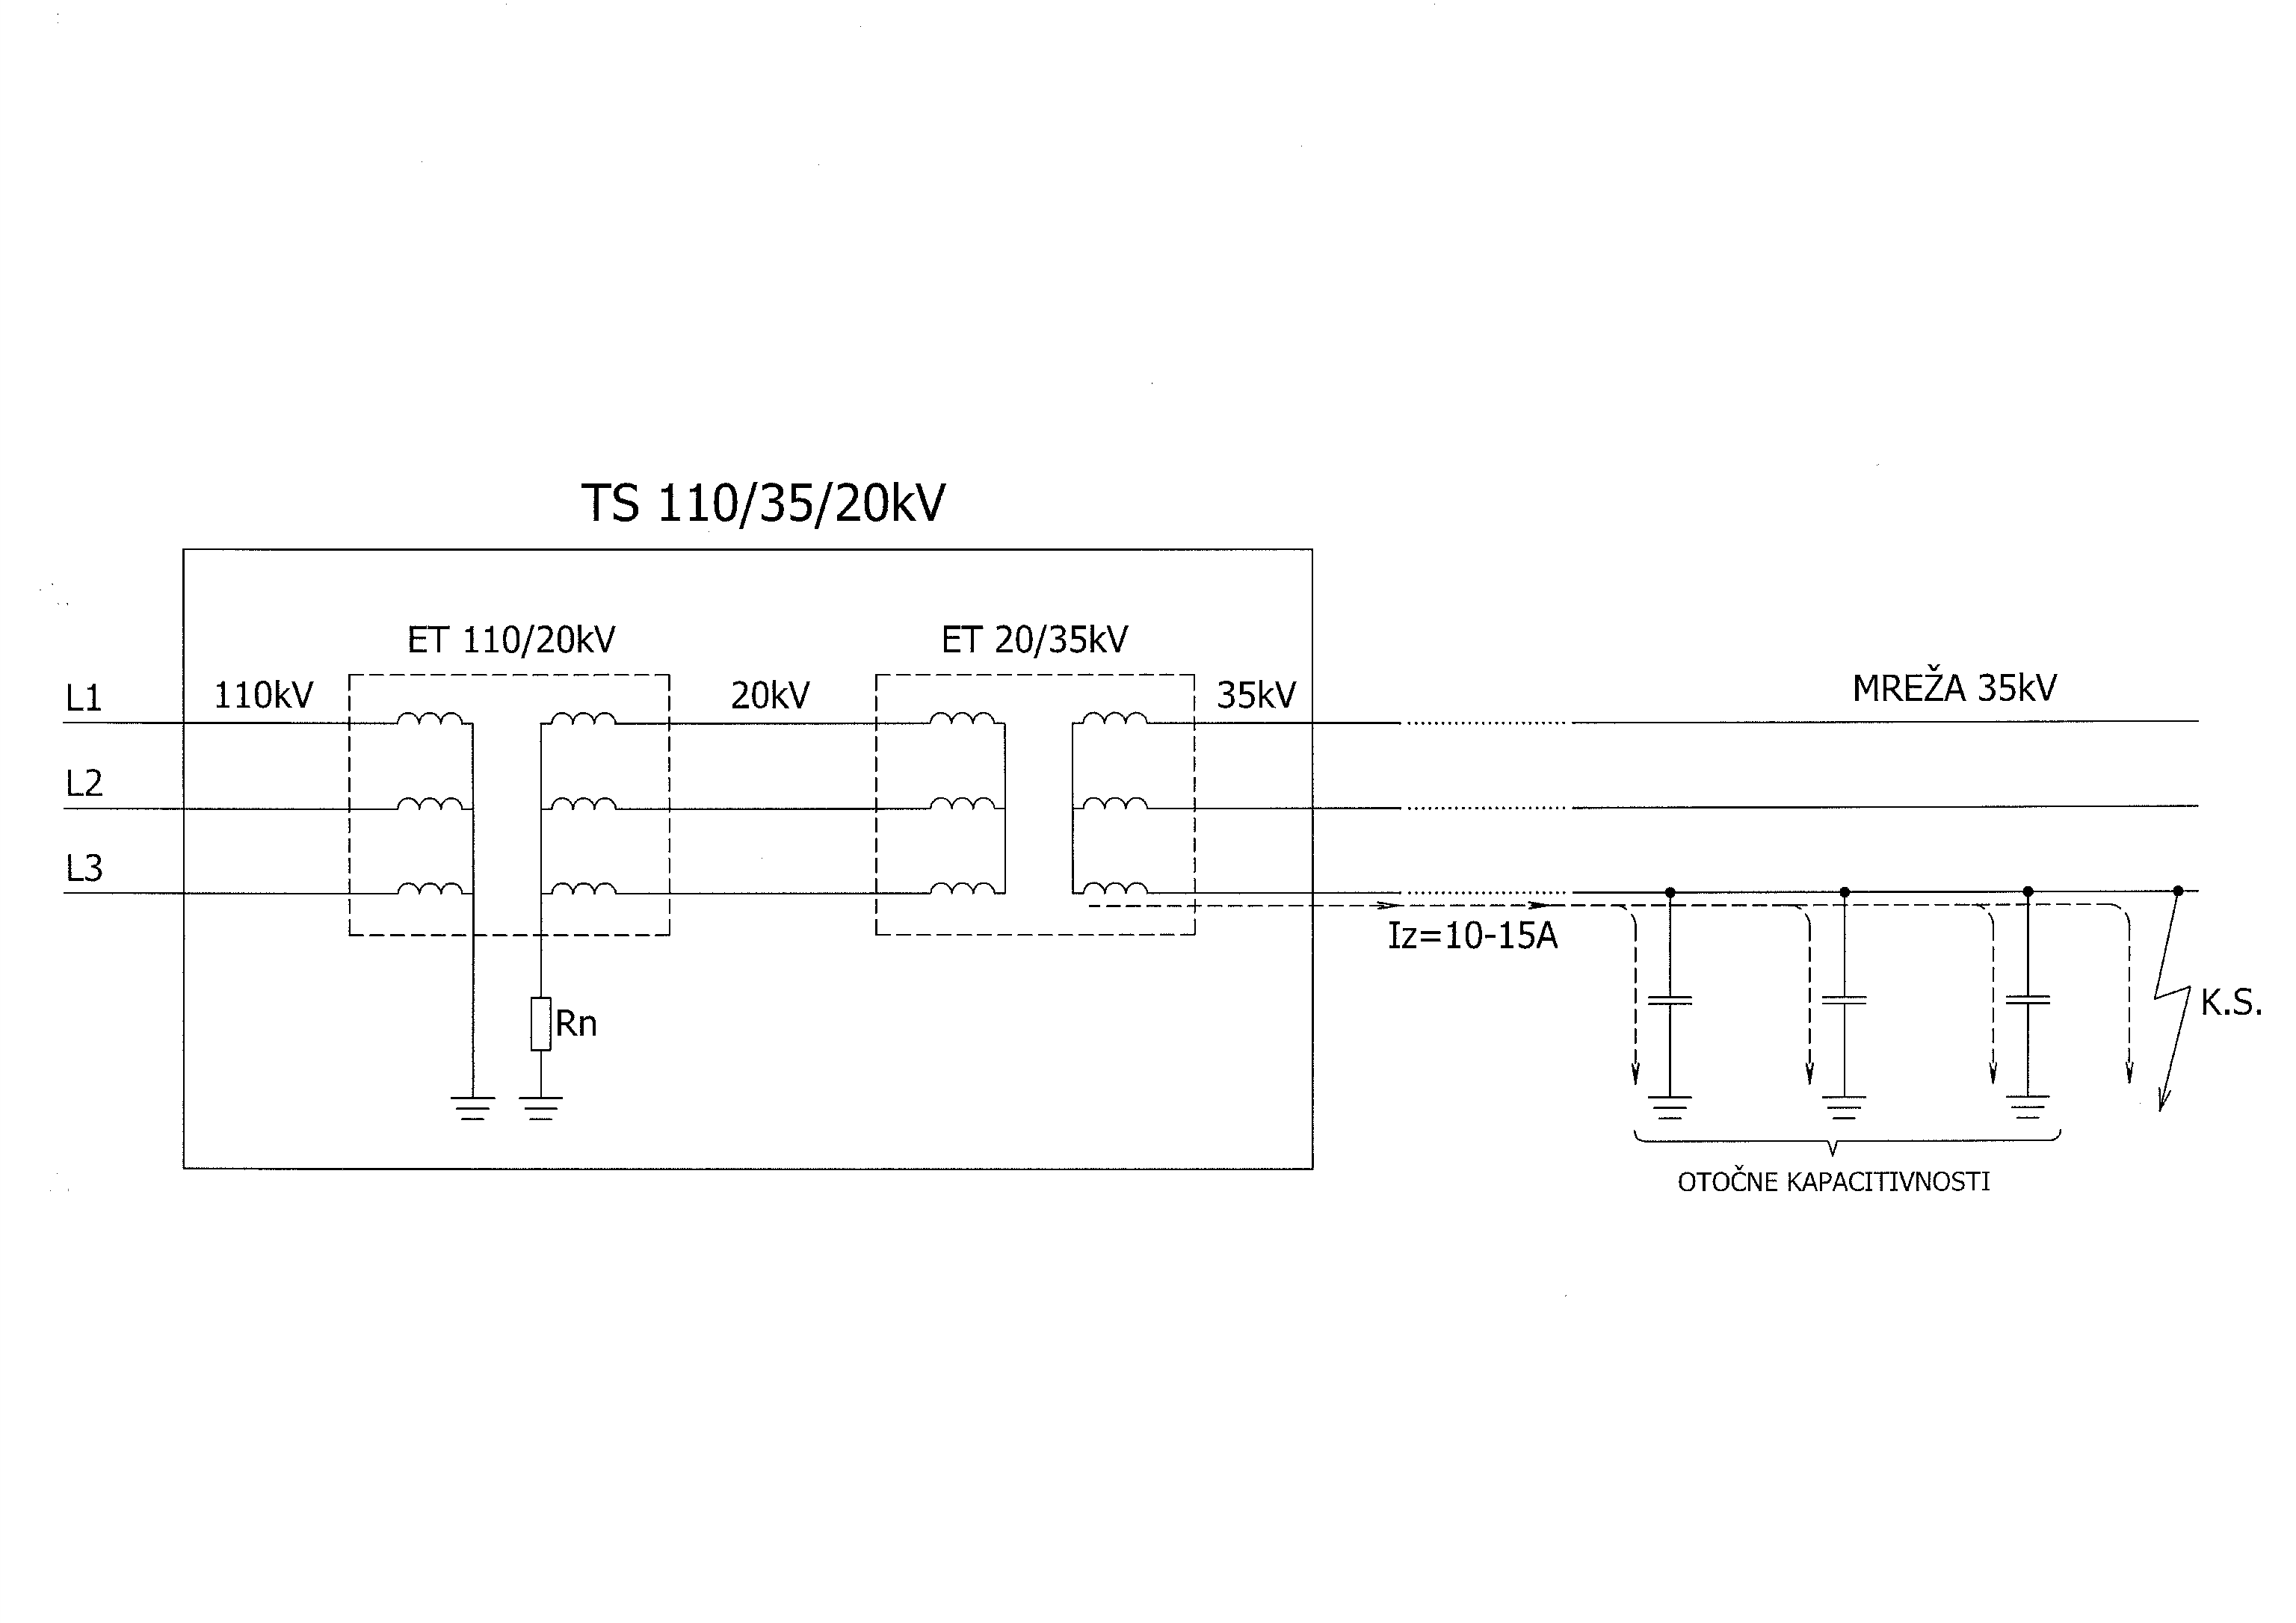 TS 110/35/20kV
ET 110/20kV
ET 20/35kV
L1
110kV
20kV
35kV
MREŽA 35kV
L2
L3
Iz=10-15A
Rn
K.S.
OTOČNE KAPACITIVNOSTI